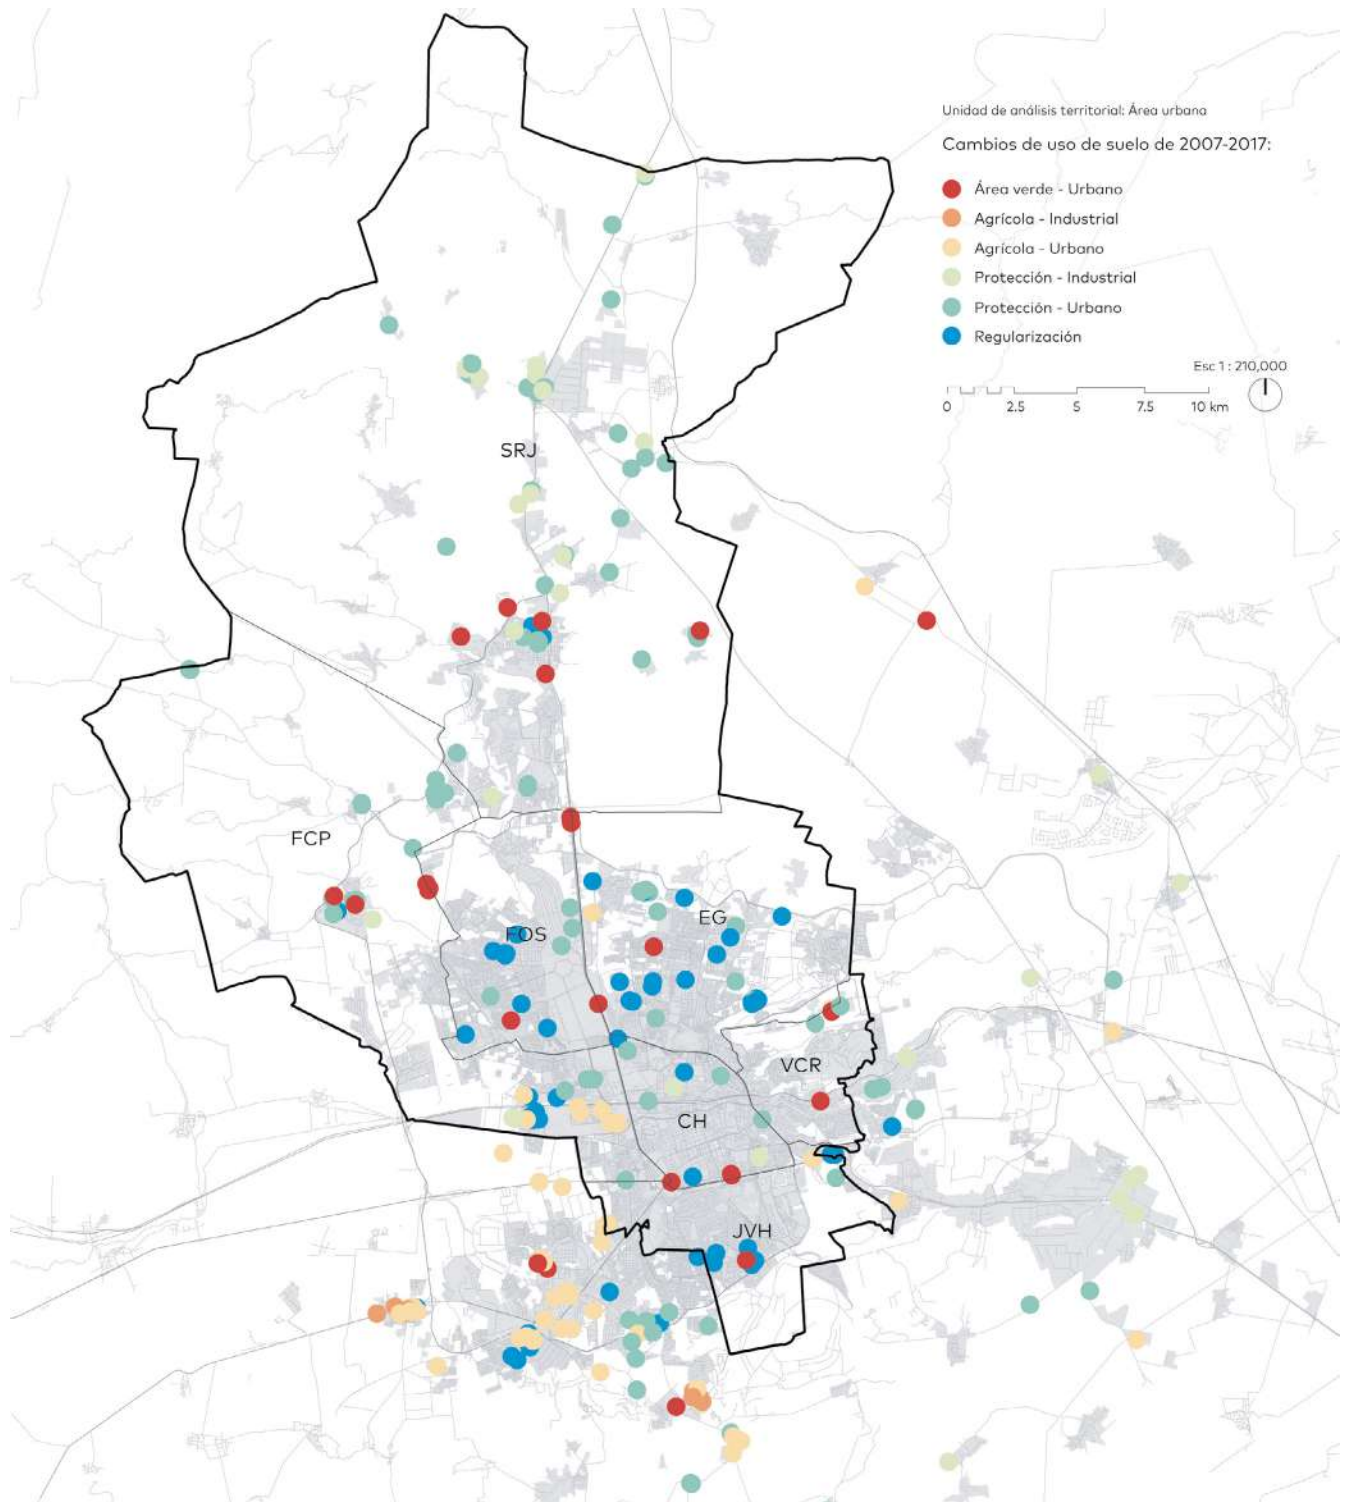 Unidad de análisis territorial: Área urbana
Cambios de uso de suelo de 2007-2017:
Área verde - Urbano
Agrícola - Industrial
Agrícola - Urbano
Protección - Industrial
Protección - Urbano
Regularización
Esc 1 : 210,000
0 2.5 5 7.5 10 km
SRJ
FCP
FOS
EG
VCR
CH
JVH